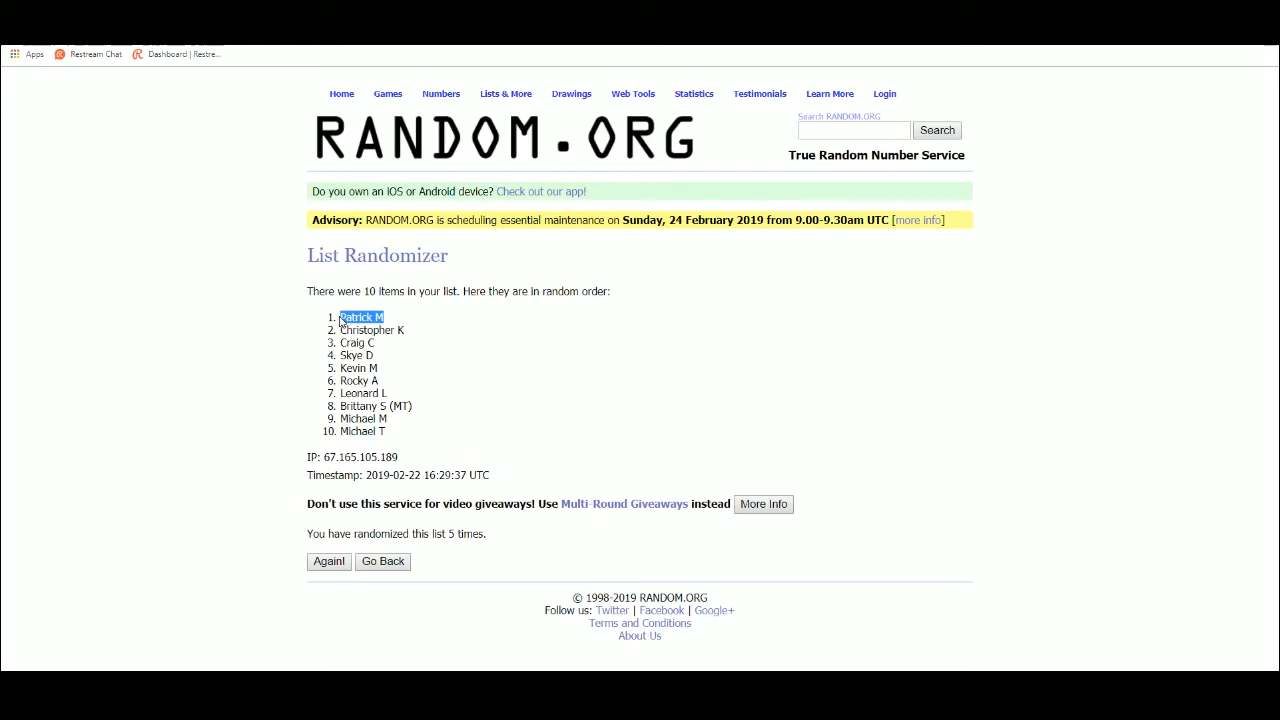 Apps Restream Chat Dashboard | Restre...
Home Games Numbers Lists & More Drawings Web Tools Statistics Testimonials Learn More Login
RANDOM.ORG
Search RANDOM.ORG
Search
True Random Number Service
Do you own an iOS or Android device? Check out our app!
Advisory: RANDOM.ORG is scheduling essential maintenance on Sunday, 24 February 2019 from 9.00-9.30am UTC [more info]
List Randomizer
There were 10 items in your list. Here they are in random order:
1. Patrick M
2. Christopher K
3. Craig C
4. Skye D
5. Kevin M
6. Rocky A
7. Leonard L
8. Brittany S (MT)
9. Michael M
10. Michael T
IP: 67.165.105.189
Timestamp: 2019-02-22 16:29:37 UTC
Don't use this service for video giveaways! Use Multi-Round Giveaways instead More Info
You have randomized this list 5 times.
Again! Go Back
© 1998-2019 RANDOM.ORG
Follow us: Twitter | Facebook | Google+
Terms and Conditions
About Us